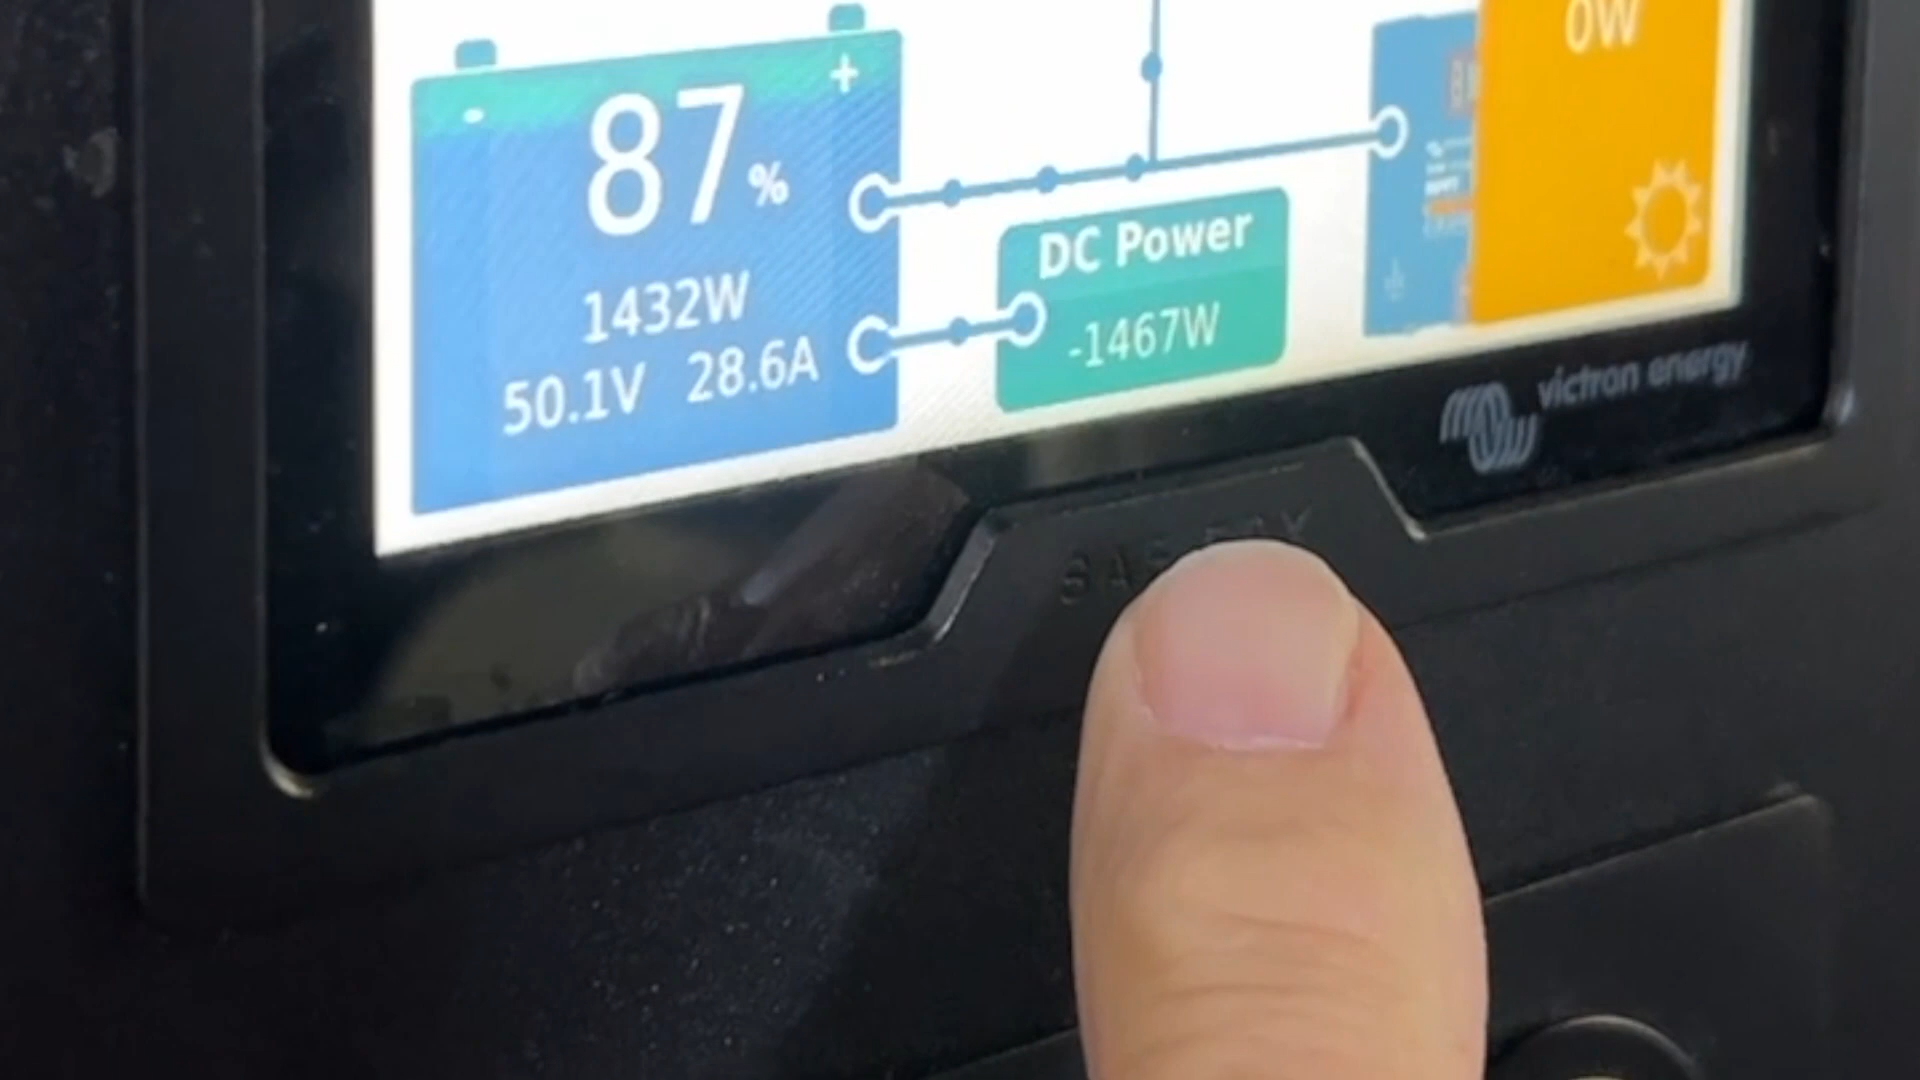 0W
- +
87%
1432W
50.1V 28.6A
DC Power
-1467W
victron energy